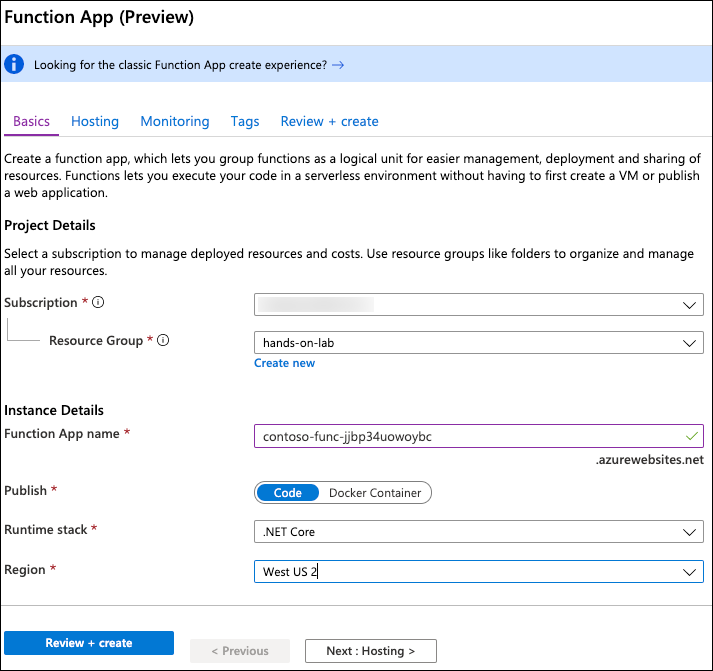 Function App (Preview)
Looking for the classic Function App create experience? →
Basics Hosting Monitoring Tags Review + create
Create a function app, which lets you group functions as a logical unit for easier management, deployment and sharing of
resources. Functions lets you execute your code in a serverless environment without having to first create a VM or publish
a web application.
Project Details
Select a subscription to manage deployed resources and costs. Use resource groups like folders to organize and manage
all your resources.
Subscription *
Resource Group * hands-on-lab
Create new
Instance Details
Function App name * contoso-func-jjbp34uowoybc
.azurewebsites.net
Publish * Code Docker Container
Runtime stack * .NET Core
Region * West US 2
Review + create < Previous Next : Hosting >